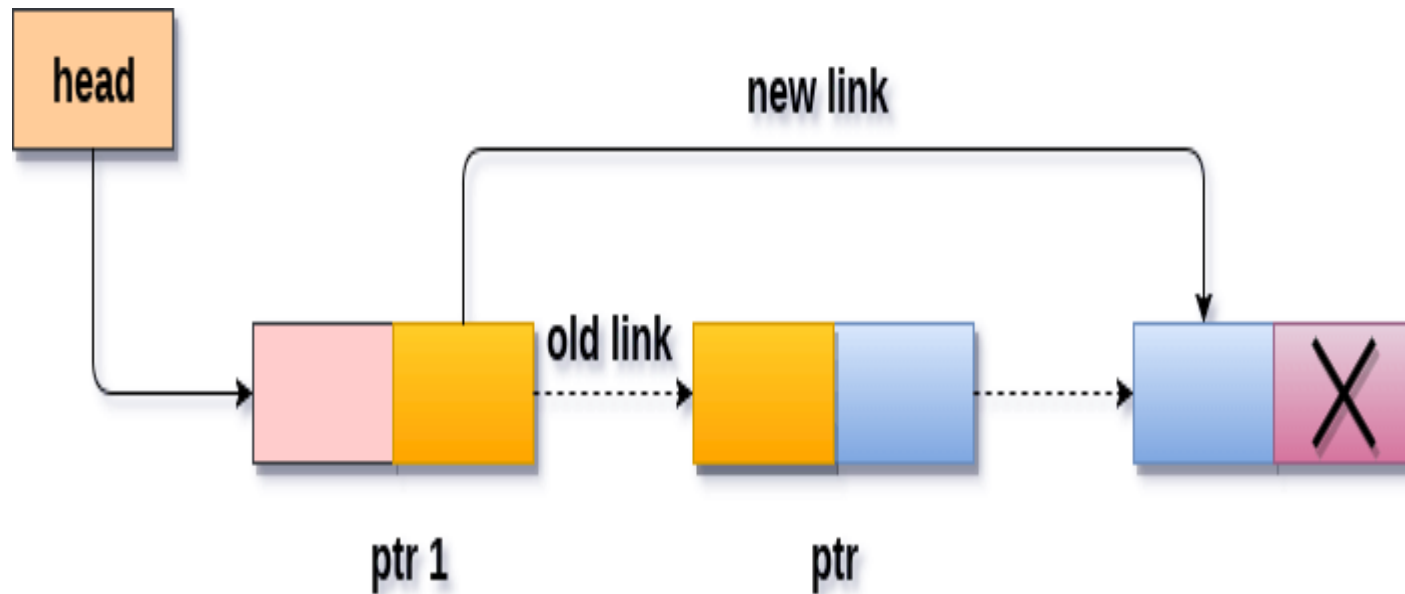 head
new link
old link
ptr 1
ptr
X